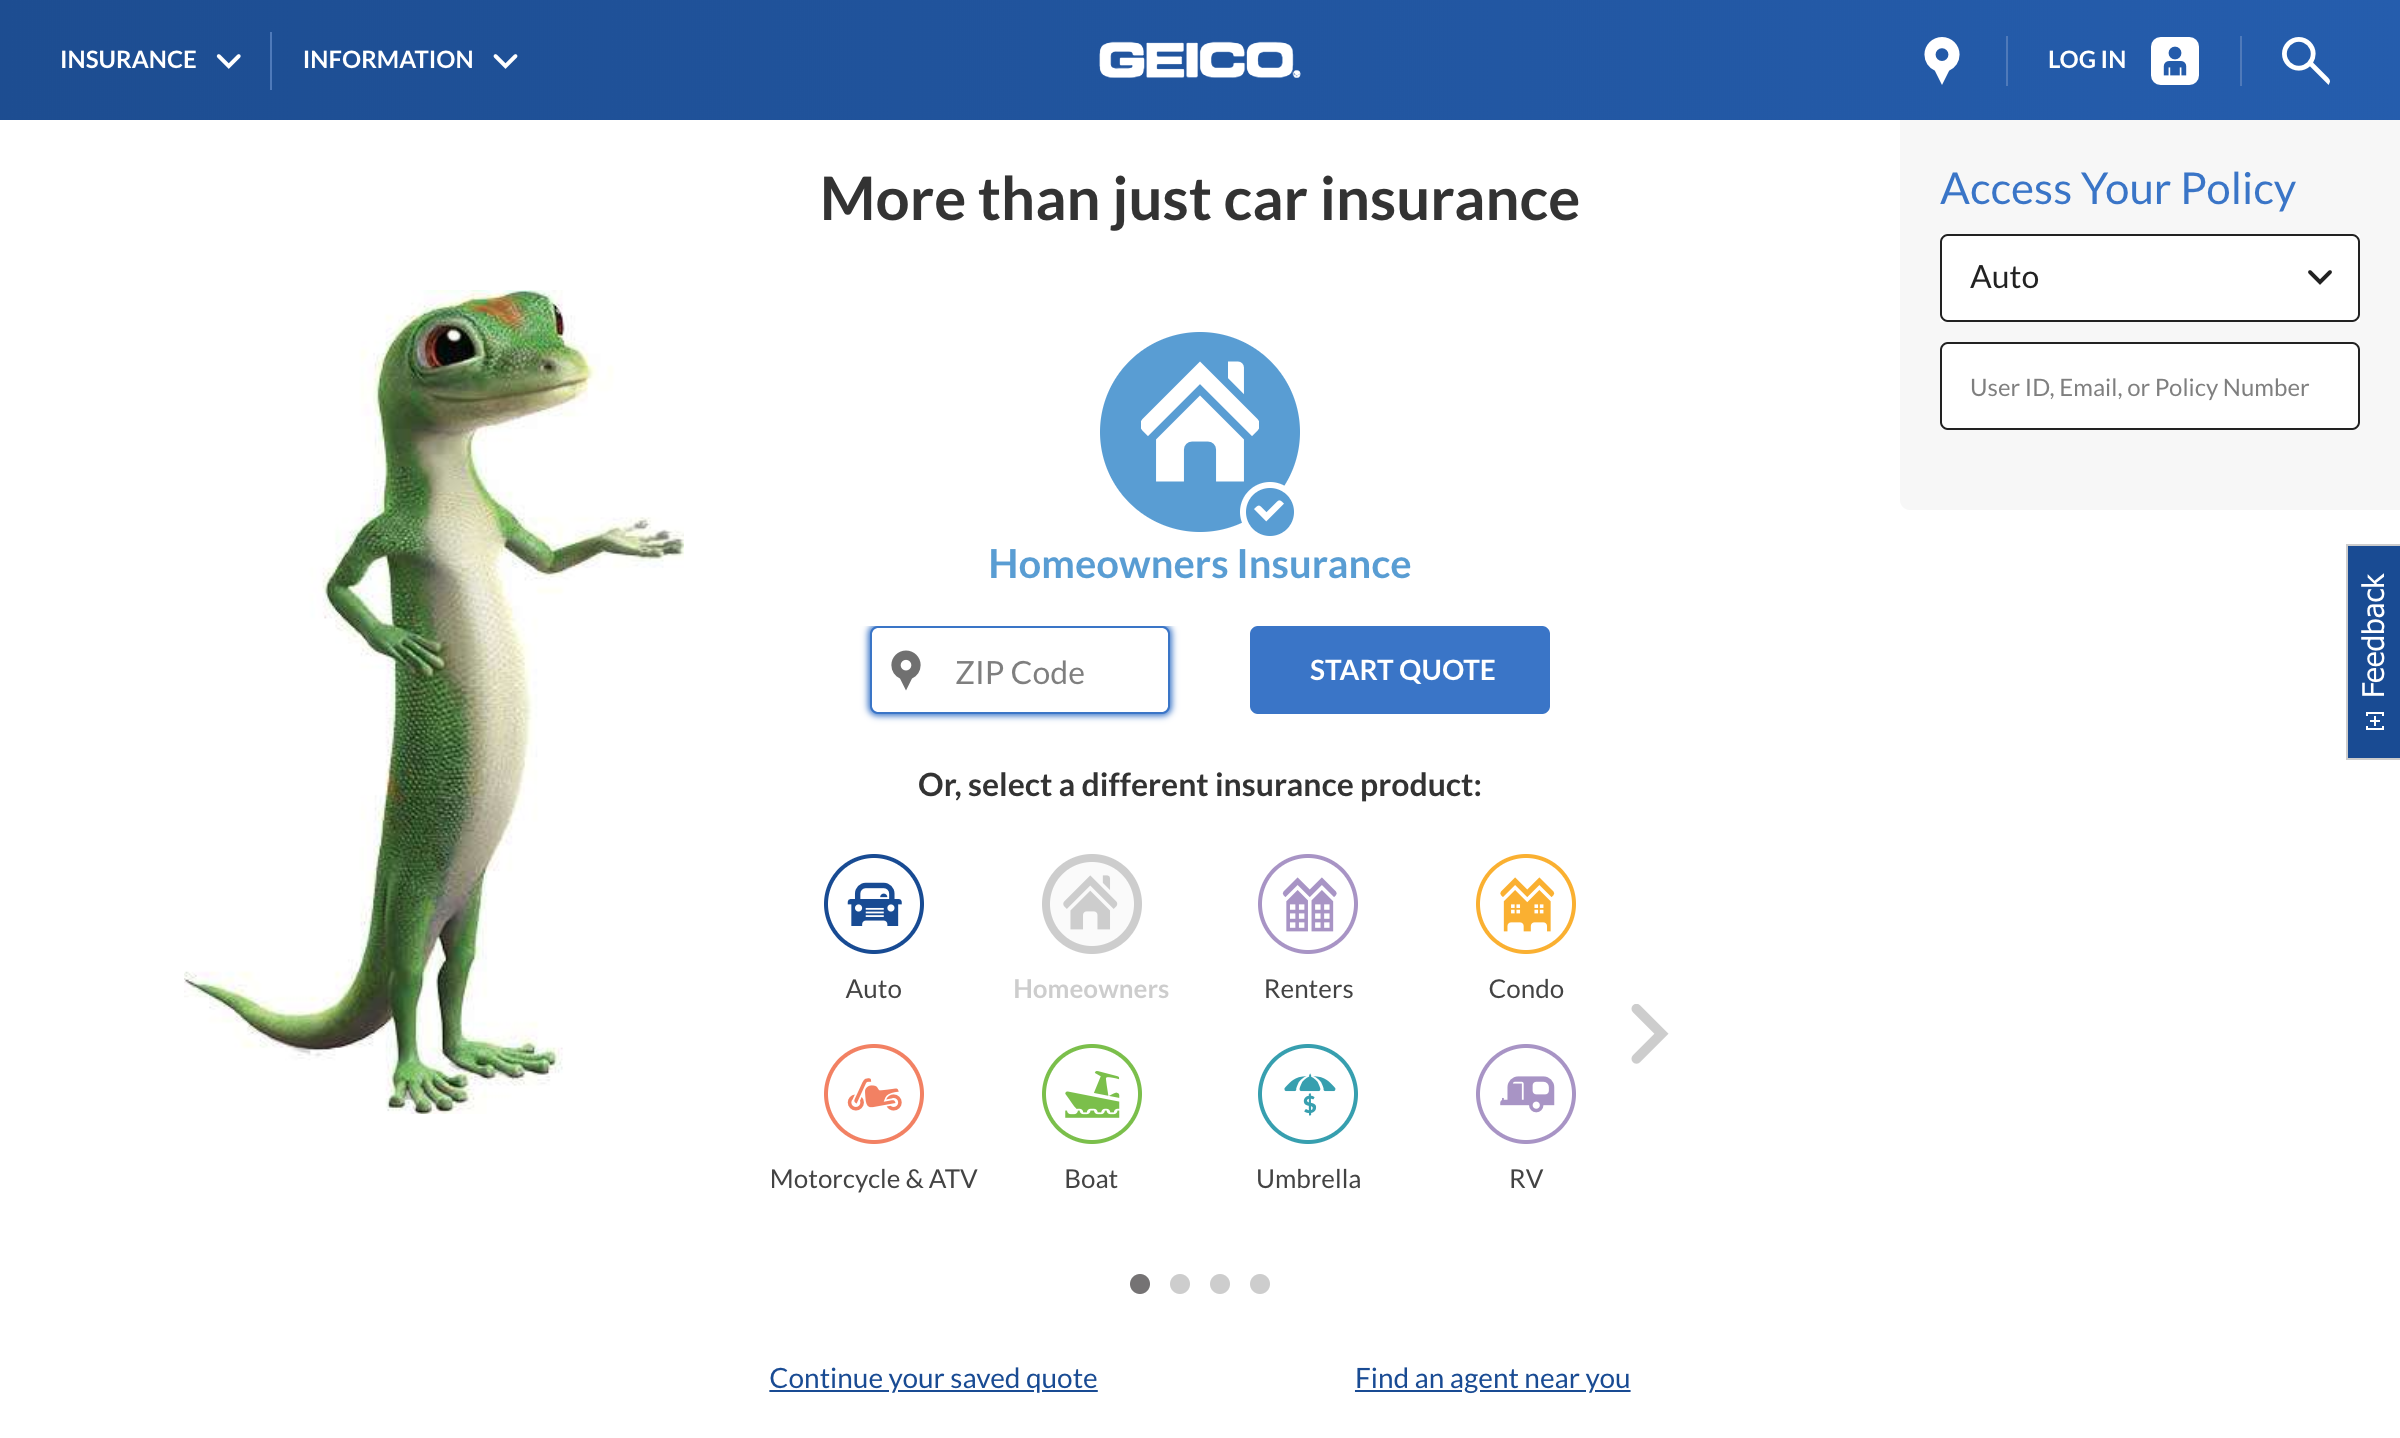 INSURANCE
INFORMATION
GEICO
LOG IN
More than just car insurance
Access Your Policy
Auto
User ID, Email, or Policy Number
Homeowners Insurance
ZIP Code
START QUOTE
[+] Feedback
Or, select a different insurance product:
Auto
Homeowners
Renters
Condo
$
Motorcycle & ATV
Boat
Umbrella
RV
Continue your saved quote
Find an agent near you